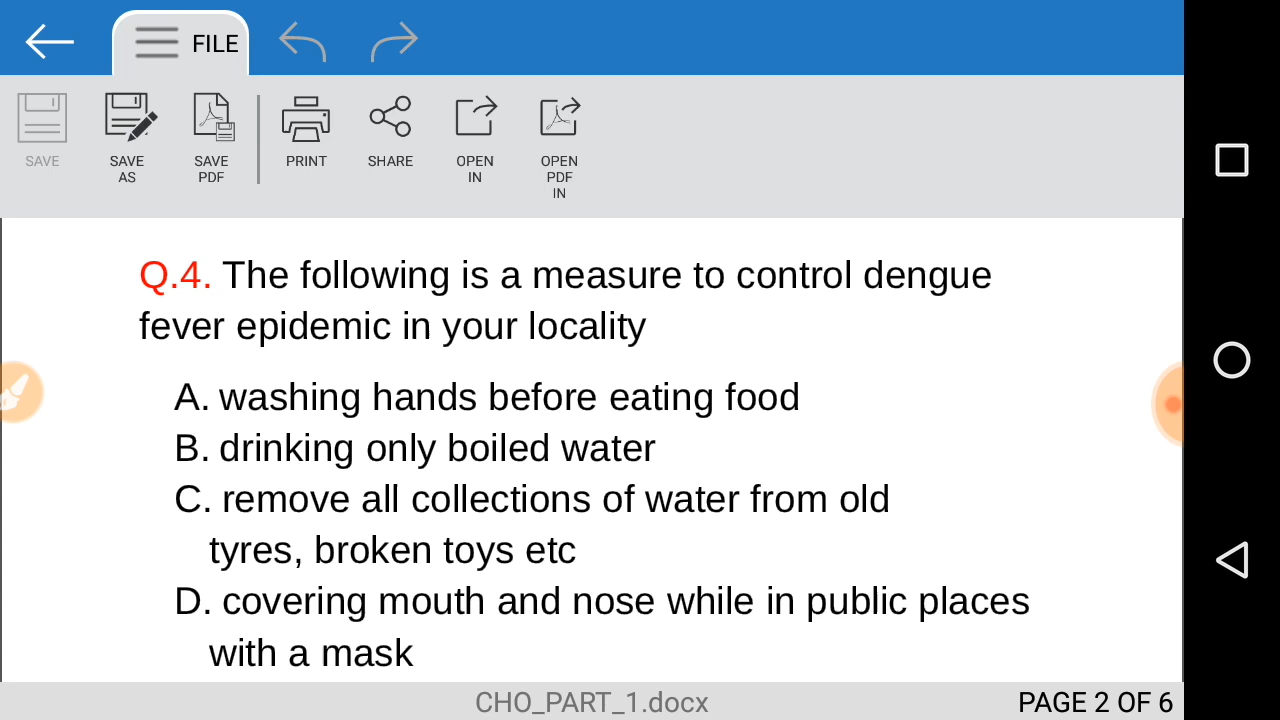 FILE
SAVE
SAVE
AS
SAVE
PDF
PRINT
SHARE
OPEN
IN
OPEN
PDF
IN
Q.4. The following is a measure to control dengue
fever epidemic in your locality
A. washing hands before eating food
B. drinking only boiled water
C. remove all collections of water from old
tyres, broken toys etc
D. covering mouth and nose while in public places
with a mask
CHO_PART_1.docx
PAGE 2 OF 6